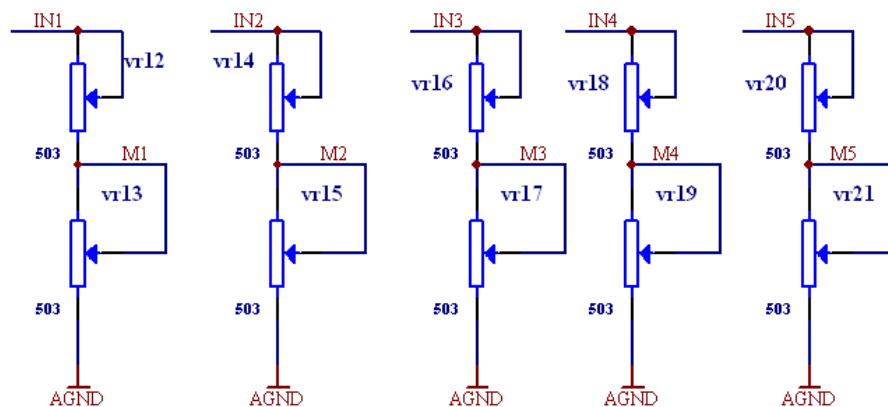 IN1 IN2 IN3 IN4 IN5
vr12 vr14 vr16 vr18 vr20
503 M1 503 M2 503 M3 503 M4 503 M5
vr13 vr15 vr17 vr19 vr21
503 503 503 503 503
AGND AGND AGND AGND AGND